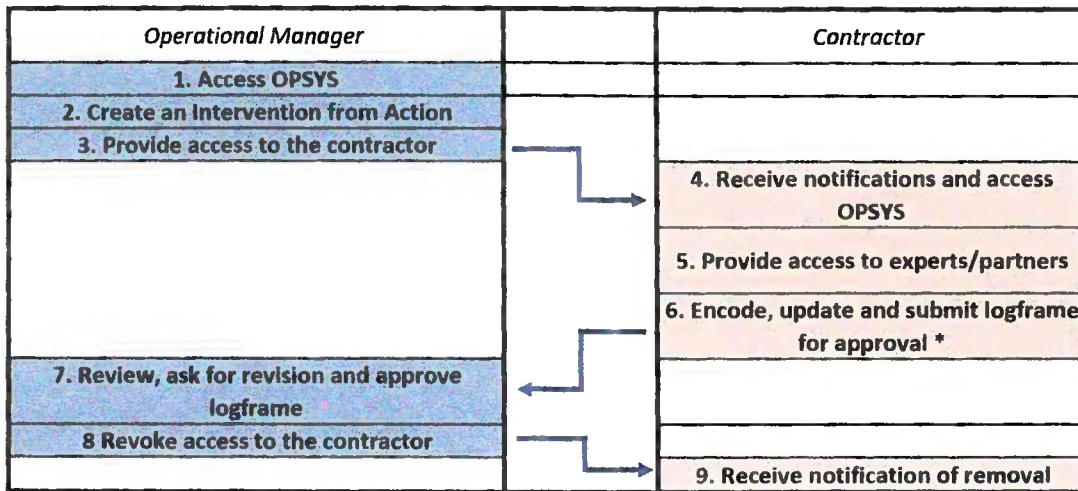 Operational Manager
Contractor
1. Access OPSYS
2. Create an Intervention from Action
3. Provide access to the contractor
4. Receive notifications and access
OPSYS
5. Provide access to experts/partners
6. Encode, update and submit logframe
for approval *
7. Review, ask for revision and approve
logframe
8 Revoke access to the contractor
9. Receive notification of removal